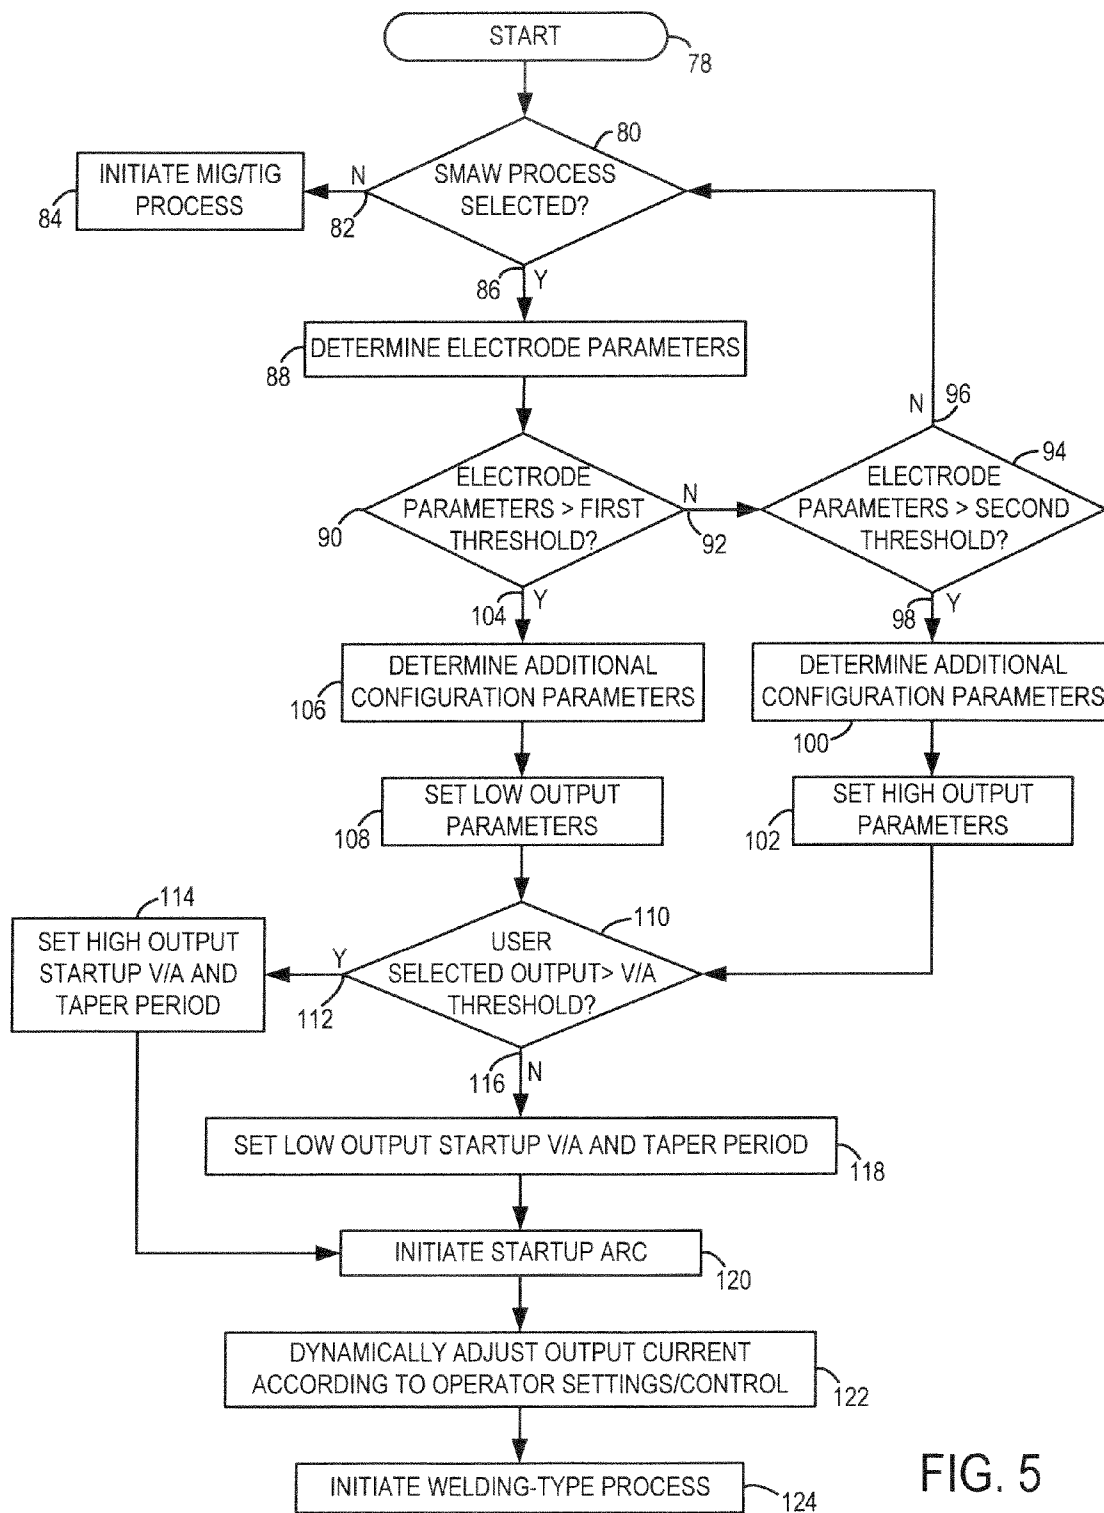 START
78
80
SMAW PROCESS
SELECTED?
N
82
INITIATE MIG/TIG
PROCESS
84
86
Y
DETERMINE ELECTRODE PARAMETERS
88
ELECTRODE
PARAMETERS > FIRST
THRESHOLD?
90
N
92
N
96
94
ELECTRODE
PARAMETERS > SECOND
THRESHOLD?
98
Y
104
Y
DETERMINE ADDITIONAL
CONFIGURATION PARAMETERS
106
DETERMINE ADDITIONAL
CONFIGURATION PARAMETERS
100
SET LOW OUTPUT
PARAMETERS
108
SET HIGH OUTPUT
PARAMETERS
102
110
USER
SELECTED OUTPUT> V/A
THRESHOLD?
Y
112
114
SET HIGH OUTPUT
STARTUP V/A AND
TAPER PERIOD
116
N
SET LOW OUTPUT STARTUP V/A AND TAPER PERIOD
118
INITIATE STARTUP ARC
120
DYNAMICALLY ADJUST OUTPUT CURRENT
ACCORDING TO OPERATOR SETTINGS/CONTROL
122
INITIATE WELDING-TYPE PROCESS
124
FIG. 5